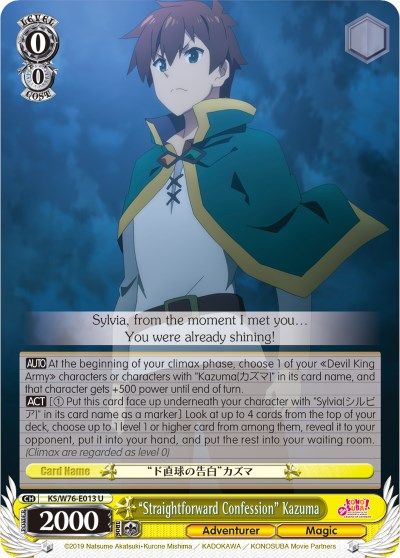 LEVEL
0
0
COST
Sylvia, from the moment I met you...
You were already shining!
AUTO At the beginning of your climax phase, choose 1 of your «Devil King
Army» characters or characters with "Kazuma(カズマ)" in its card name, and
that character gets +500 power until end of turn.
ACT [① Put this card face up underneath your character with "Sylvia(シルビ
ア)" in its card name as a marker] Look at up to 4 cards from the top of your
deck, choose up to 1 level 1 or higher card from among them, reveal it to your
opponent, put it into your hand, and put the rest into your waiting room.
(Climax are regarded as level 0)
Card Name
“ド直球の告白”カズマ
CH KS/W76-E013 U
POWER 2000
“Straightforward Confession” Kazuma
KONO SUBA!
Adventurer
Magic
©2019 Natsume Akatsuki・Kurone Mishima / KADOKAWA / KONOSUBA Movie Partners